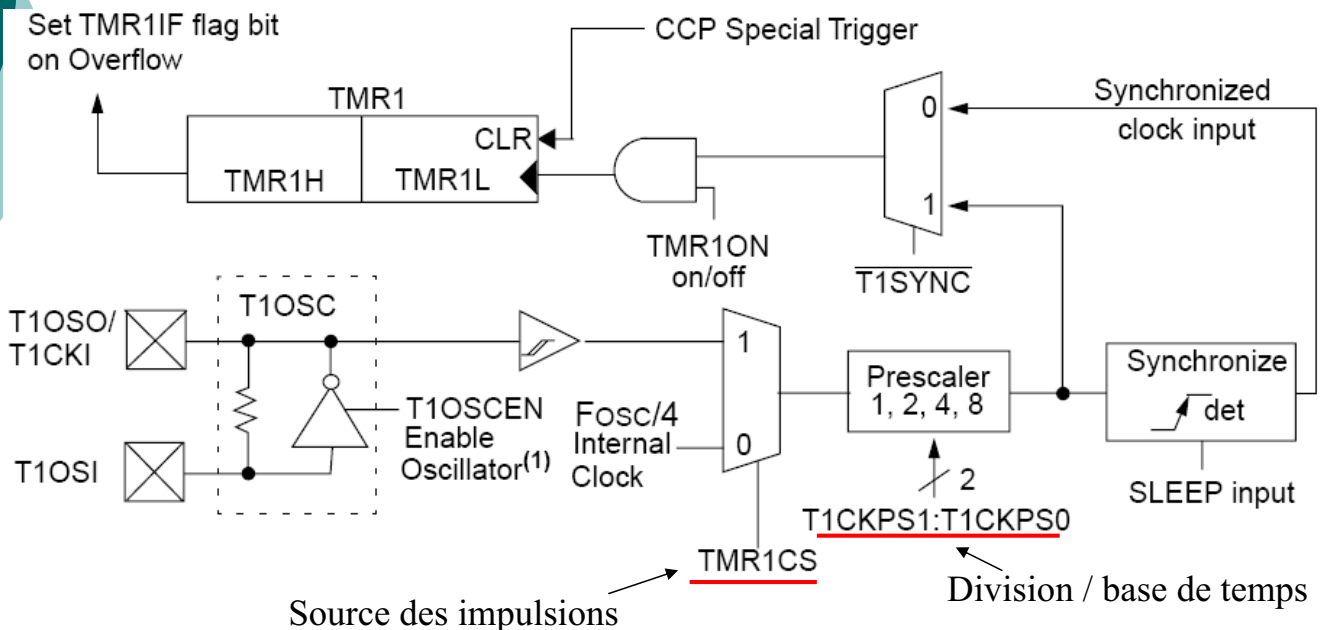 Set TMR1IF flag bit
on Overflow
CCP Special Trigger
TMR1
CLR
TMR1H
TMR1L
TMR1ON
on/off
0
1
T1SYNC
Synchronized
clock input
T1OSO/
T1CKI
T1OSC
T1OSI
T1OSCEN
Enable
Oscillator(1)
FOSC/4
Internal
Clock
1
0
TMR1CS
Prescaler
1, 2, 4, 8
2
T1CKPS1:T1CKPS0
Synchronize
det
SLEEP input
Source des impulsions
Division / base de temps